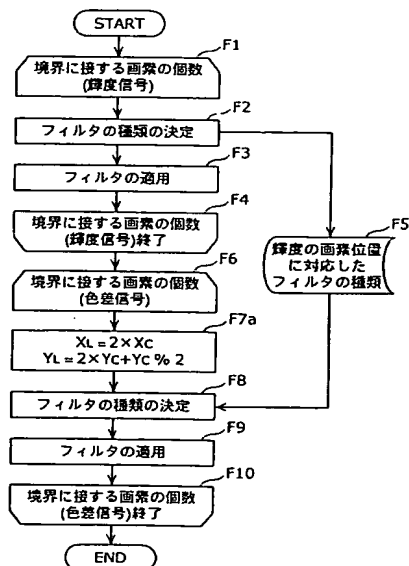 START
F1
境界に接する画素の個数
(輝度信号)
F2
フィルタの種類の決定
F3
フィルタの適用
F4
境界に接する画素の個数
(輝度信号)終了
F5
輝度の画素位置
に対応した
フィルタの種類
F6
境界に接する画素の個数
(色差信号)
F7a
XL=2×XC
YL=2×YC+YC % 2
F8
フィルタの種類の決定
F9
フィルタの適用
F10
境界に接する画素の個数
(色差信号)終了
END